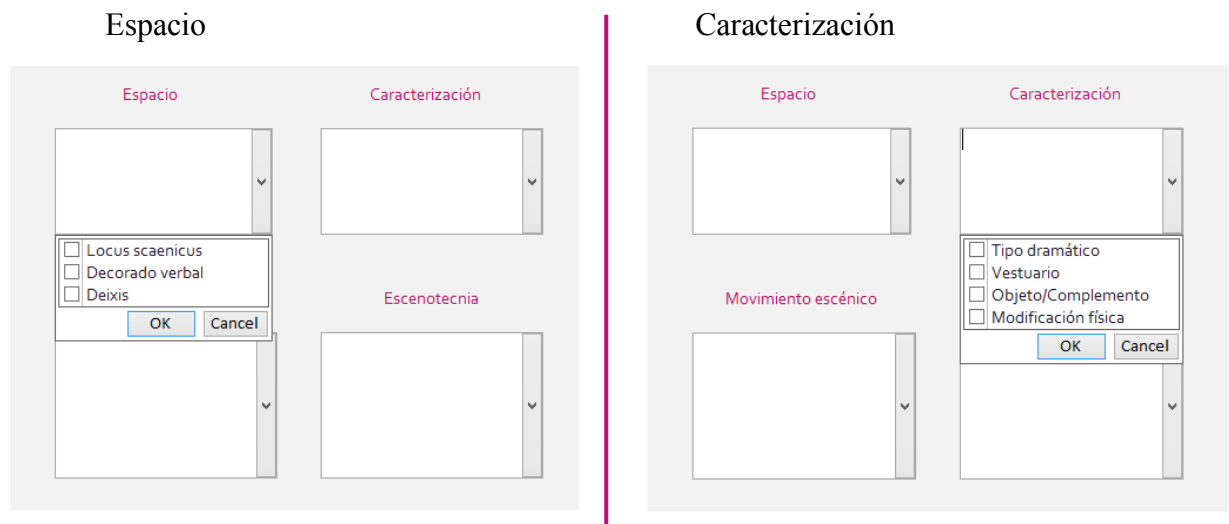 Espacio
Espacio
Caracterización
Locus scaenicus
Decorado verbal
Deixis
OK
Cancel
Escenotecnia
Caracterización
Espacio
Caracterización
Tipo dramático
Vestuario
Objeto/Complemento
Modificación física
OK
Cancel
Movimiento escénico